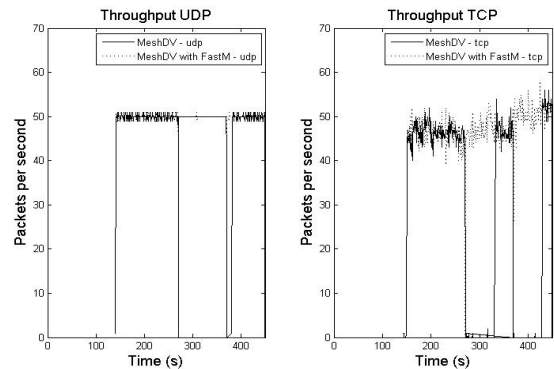 Throughput UDP
MeshDV - udp
MeshDV with FastM - udp
Packets per second
70
60
50
40
30
20
10
0
0
100
200
300
400
Time (s)
Throughput TCP
MeshDV - tcp
MeshDV with FastM - tcp
Packets per second
70
60
50
40
30
20
10
0
0
100
200
300
400
Time (s)